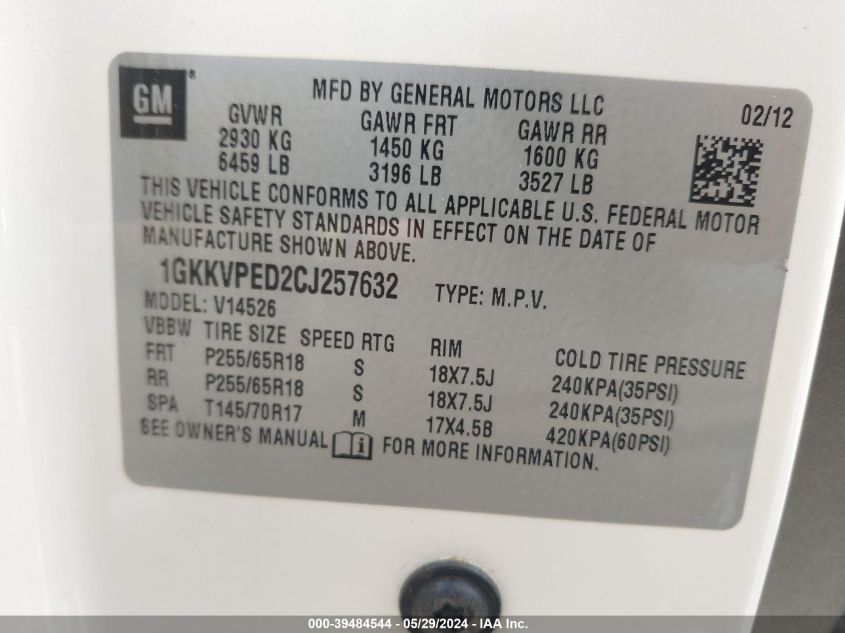 GM ®
MFD BY GENERAL MOTORS LLC
02/12
GVWR GAWR FRT GAWR RR
2930 KG 1450 KG 1600 KG
6459 LB 3196 LB 3527 LB
THIS VEHICLE CONFORMS TO ALL APPLICABLE U.S. FEDERAL MOTOR
VEHICLE SAFETY STANDARDS IN EFFECT ON THE DATE OF
MANUFACTURE SHOWN ABOVE.
1GKKVPED2CJ257632 TYPE: M.P.V.
MODEL: V14526
VBBW TIRE SIZE SPEED RTG RIM COLD TIRE PRESSURE
FRT P255/65R18 S 18X7.5J 240KPA(35PSI)
RR P255/65R18 S 18X7.5J 240KPA(35PSI)
SPA T145/70R17 M 17X4.5B 420KPA(60PSI)
SEE OWNER'S MANUAL i FOR MORE INFORMATION.
000-39484544 — 05/29/2024 — IAA Inc.